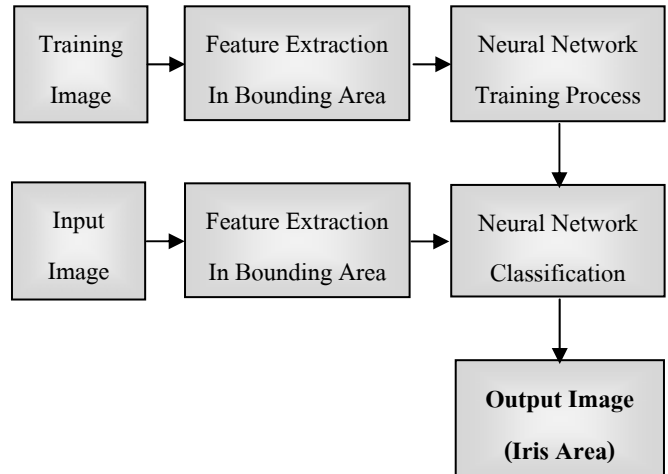 Training
Image
Feature Extraction
In Bounding Area
Neural Network
Training Process
Input
Image
Feature Extraction
In Bounding Area
Neural Network
Classification
Output Image
(Iris Area)